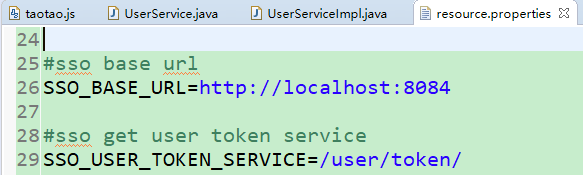 taotao.js UserService.java UserServiceImpl.java resource.properties
24
25 #sso base url
26 SSO_BASE_URL=http://localhost:8084
27
28 #sso get user token service
29 SSO_USER_TOKEN_SERVICE=/user/token/